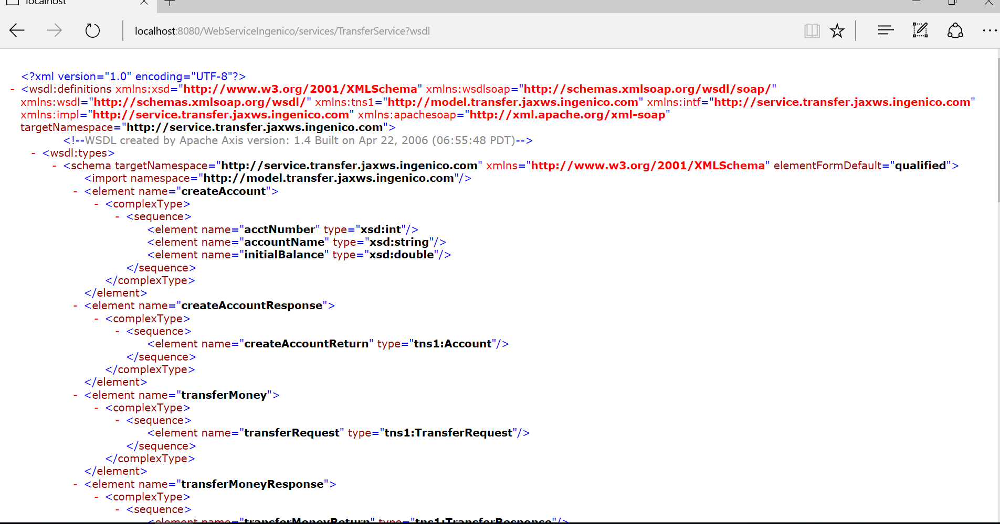 localhost
localhost:8080/WebServiceIngenico/services/TransferService?wsdl
<?xml version="1.0" encoding="UTF-8"?>
- <wsdl:definitions xmlns:xsd="http://www.w3.org/2001/XMLSchema" xmlns:wsdlsoap="http://schemas.xmlsoap.org/wsdl/soap/"
xmlns:wsdl="http://schemas.xmlsoap.org/wsdl/" xmlns:tns1="http://model.transfer.jaxws.ingenico.com" xmlns:intf="http://service.transfer.jaxws.ingenico.com"
xmlns:impl="http://service.transfer.jaxws.ingenico.com" xmlns:apachesoap="http://xml.apache.org/xml-soap"
targetNamespace="http://service.transfer.jaxws.ingenico.com">
<!--WSDL created by Apache Axis version: 1.4 Built on Apr 22, 2006 (06:55:48 PDT)-->
- <wsdl:types>
- <schema targetNamespace="http://service.transfer.jaxws.ingenico.com" xmlns="http://www.w3.org/2001/XMLSchema" elementFormDefault="qualified">
<import namespace="http://model.transfer.jaxws.ingenico.com"/>
- <element name="createAccount">
- <complexType>
- <sequence>
<element name="acctNumber" type="xsd:int"/>
<element name="accountName" type="xsd:string"/>
<element name="initialBalance" type="xsd:double"/>
</sequence>
</complexType>
</element>
- <element name="createAccountResponse">
- <complexType>
- <sequence>
<element name="createAccountReturn" type="tns1:Account"/>
</sequence>
</complexType>
</element>
- <element name="transferMoney">
- <complexType>
- <sequence>
<element name="transferRequest" type="tns1:TransferRequest"/>
</sequence>
</complexType>
</element>
- <element name="transferMoneyResponse">
- <complexType>
- <sequence>
<element name="transferMoneyReturn" type="tns1:TransferResponse"/>